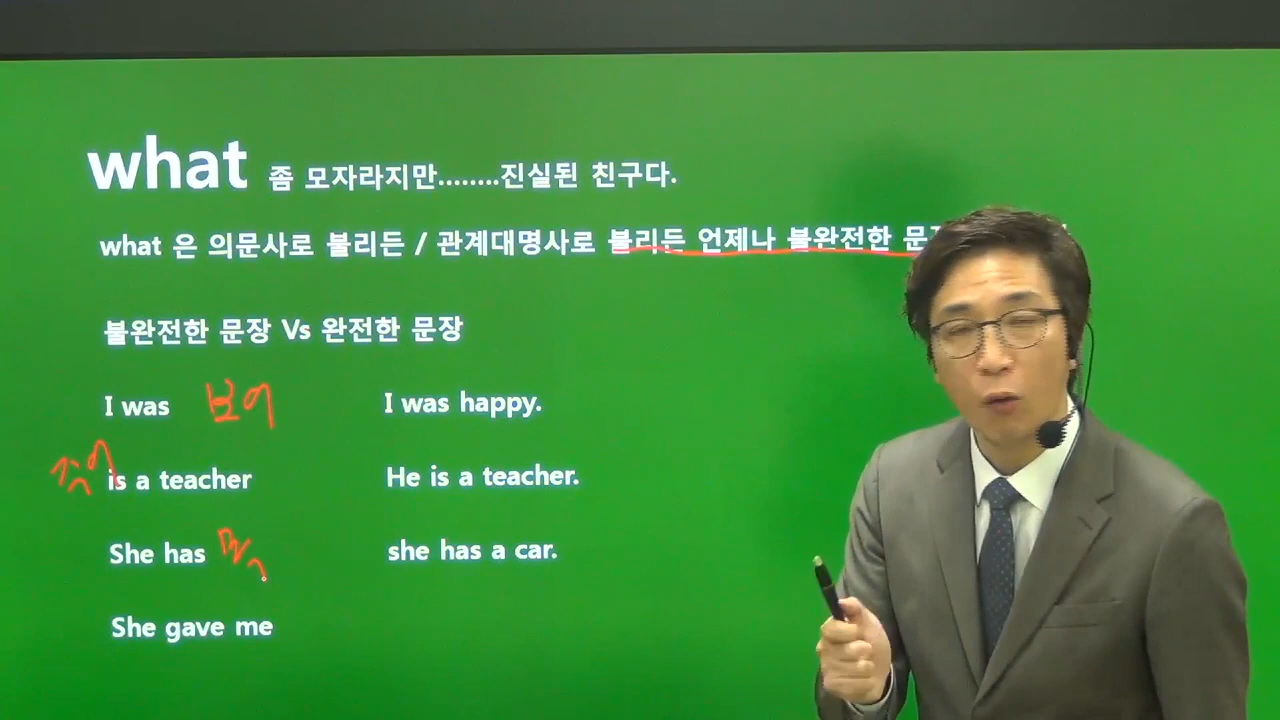 what 좀 모자라지만........진실된 친구다.
what 은 의문사로 불리든 / 관계대명사로 불리든 언제나 불완전한
불완전한 문장 Vs 완전한 문장
I was 보어 I was happy.
주어 is a teacher He is a teacher.
She has she has a car.
She gave me